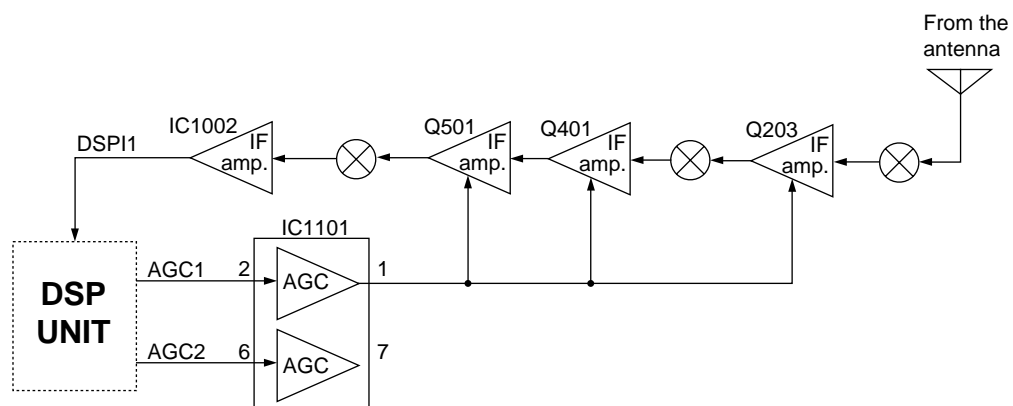 From the
antenna
IC1002
Q501
Q401
Q203
DSPI1
IF
amp.
IF
amp.
IF
amp.
IF
amp.
IC1101
DSP
UNIT
AGC1
2
AGC
1
AGC2
6
AGC
7